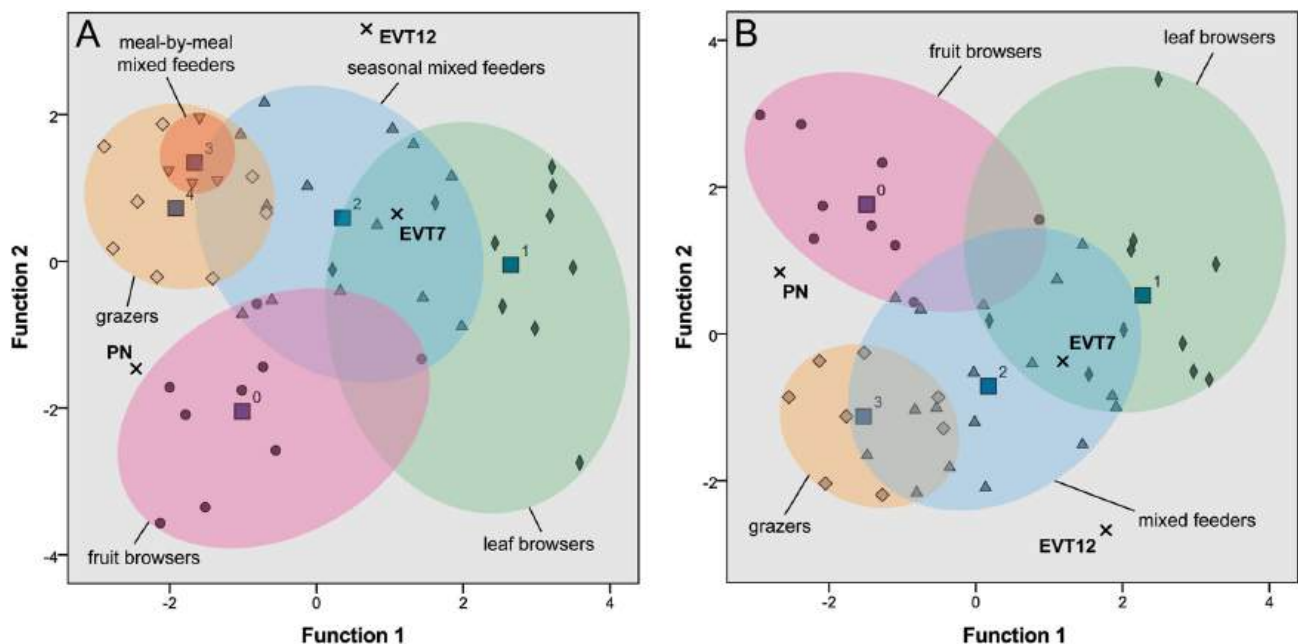 A
meal-by-meal
mixed feeders
EVT12
seasonal mixed feeders
2
3
4
2
EVT7
1
0
grazers
PN
0
-2
-4
fruit browsers
leaf browsers
-2
0
2
4
Function 1
Function 2
B
fruit browsers
leaf browsers
4
2
0
1
PN
0
EVT7
2
3
-2
grazers
mixed feeders
EVT12
-2
0
2
4
Function 1
Function 2